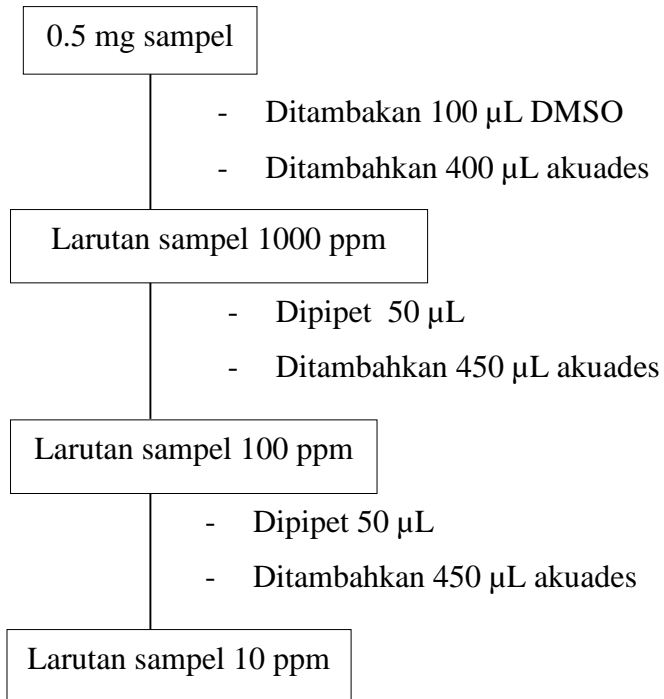 0.5 mg sampel
- Ditambakan 100 µL DMSO
- Ditambahkan 400 µL akuades
Larutan sampel 1000 ppm
- Dipipet 50 µL
- Ditambahkan 450 µL akuades
Larutan sampel 100 ppm
- Dipipet 50 µL
- Ditambahkan 450 µL akuades
Larutan sampel 10 ppm